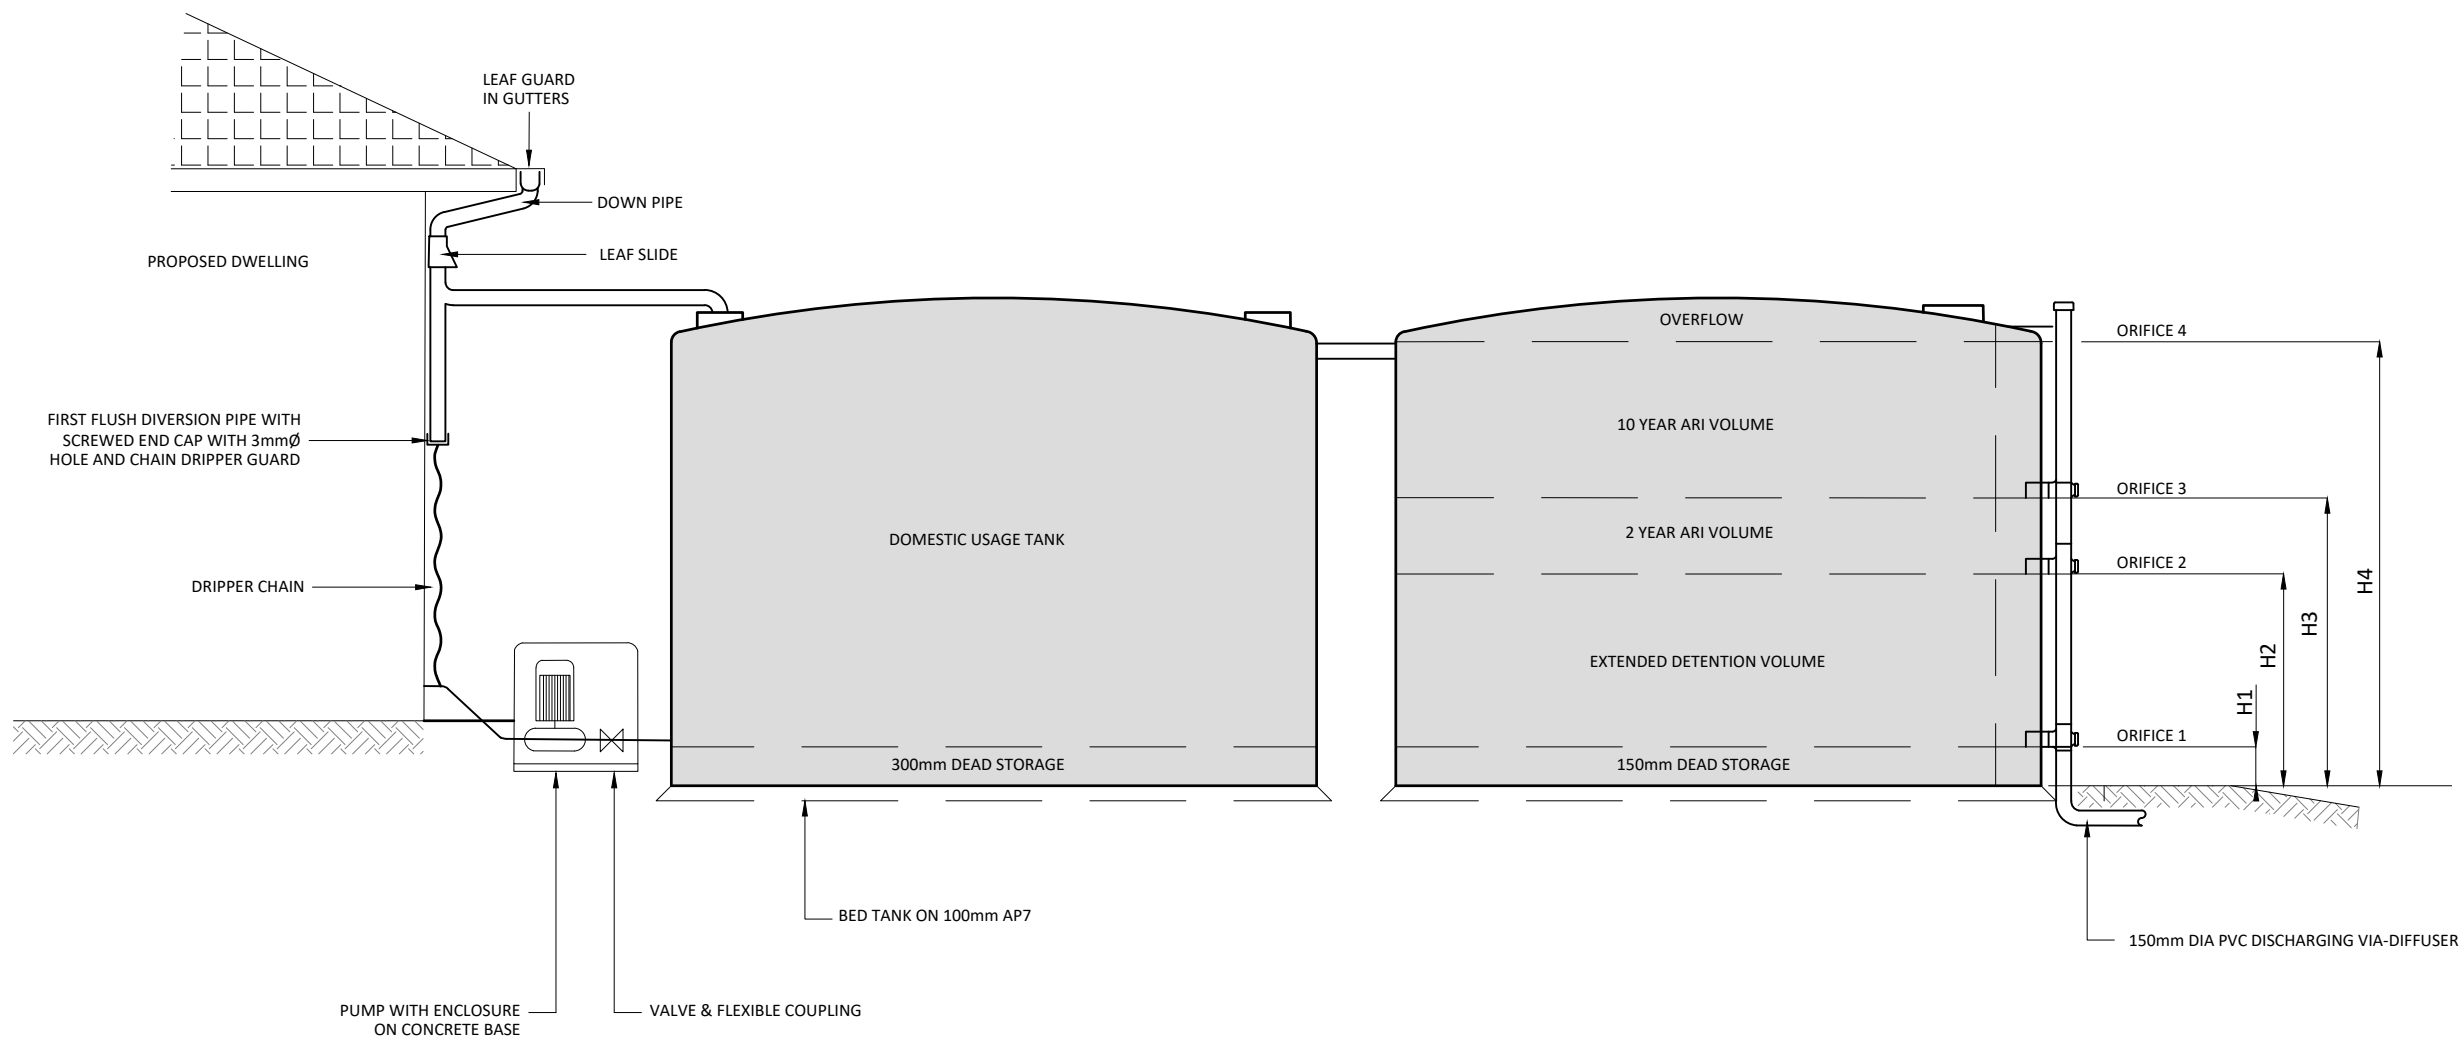 LEAF GUARD
IN GUTTERS
DOWN PIPE
LEAF SLIDE
PROPOSED DWELLING
FIRST FLUSH DIVERSION PIPE WITH
SCREWED END CAP WITH 3mmØ
HOLE AND CHAIN DRIPPER GUARD
DRIPPER CHAIN
DOMESTIC USAGE TANK
300mm DEAD STORAGE
OVERFLOW
10 YEAR ARI VOLUME
2 YEAR ARI VOLUME
EXTENDED DETENTION VOLUME
150mm DEAD STORAGE
ORIFICE 4
ORIFICE 3
ORIFICE 2
ORIFICE 1
H1
H2
H3
H4
BED TANK ON 100mm AP7
150mm DIA PVC DISCHARGING VIA-DIFFUSER
PUMP WITH ENCLOSURE
ON CONCRETE BASE
VALVE & FLEXIBLE COUPLING